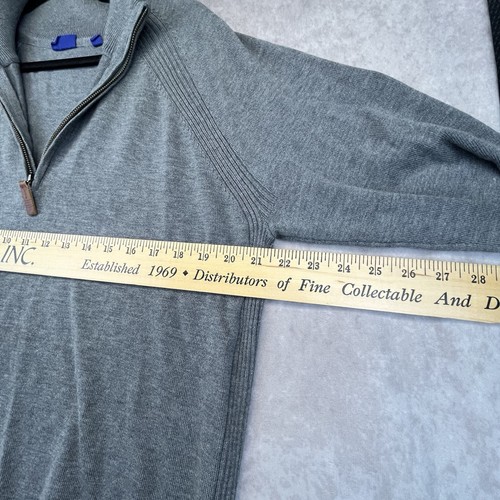 10 11 12 13 14 15 16 17 18 19 20 21 22 23 24 25 26 27 28
INC. Established 1969 ♦ Distributors of Fine Collectable And D